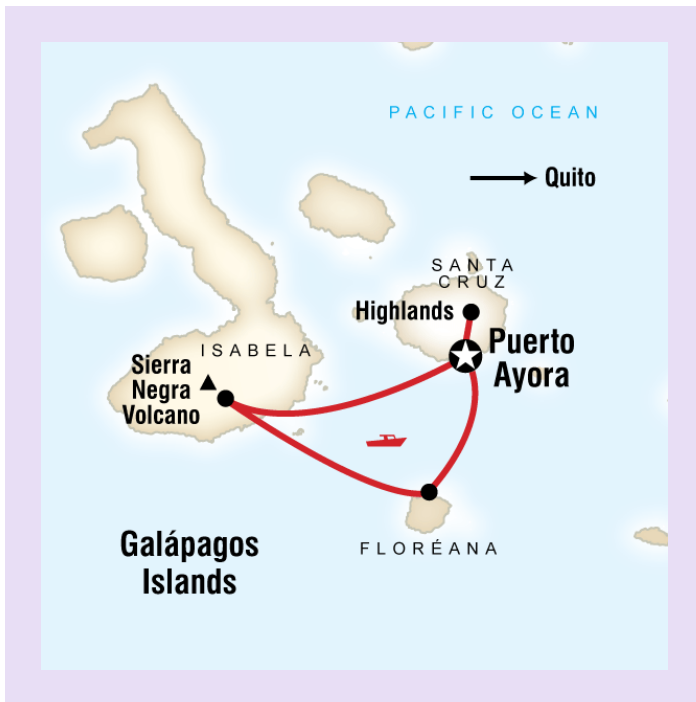 PACIFIC OCEAN
Quito
SANTA
CRUZ
Highlands
Puerto
Ayora
ISABELA
Sierra
Negra
Volcano
FLORÉANA
Galápagos
Islands